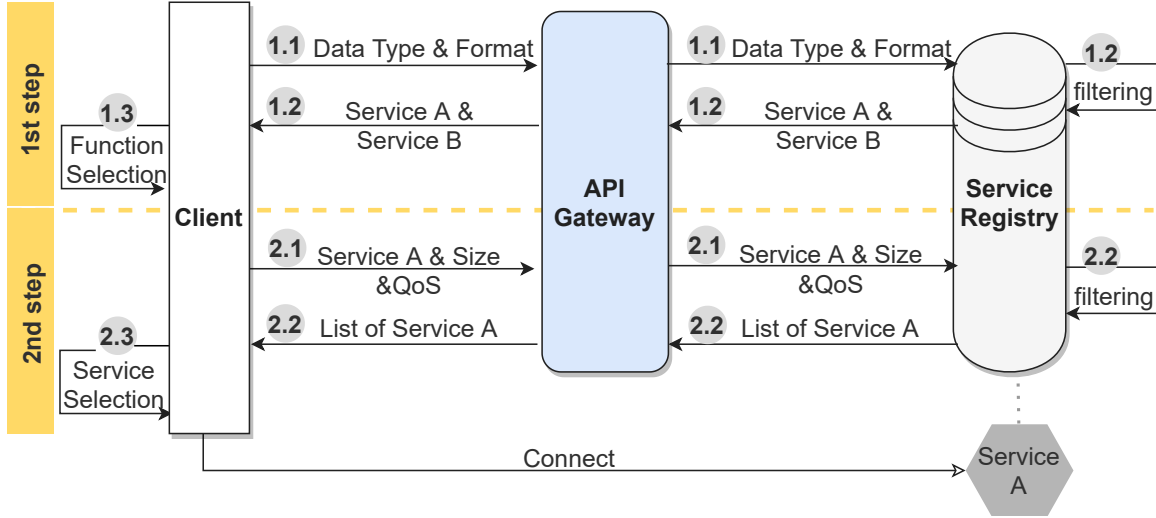 1st step
1.1 Data Type & Format
1.1 Data Type & Format
1.2
filtering
1.3
Function
Selection
1.2 Service A &
Service B
1.2 Service A &
Service B
Client
API
Gateway
Service
Registry
2nd step
2.1 Service A & Size
&QoS
2.1 Service A & Size
&QoS
2.2
filtering
2.2 List of Service A
2.2 List of Service A
2.3
Service
Selection
Connect
Service
A